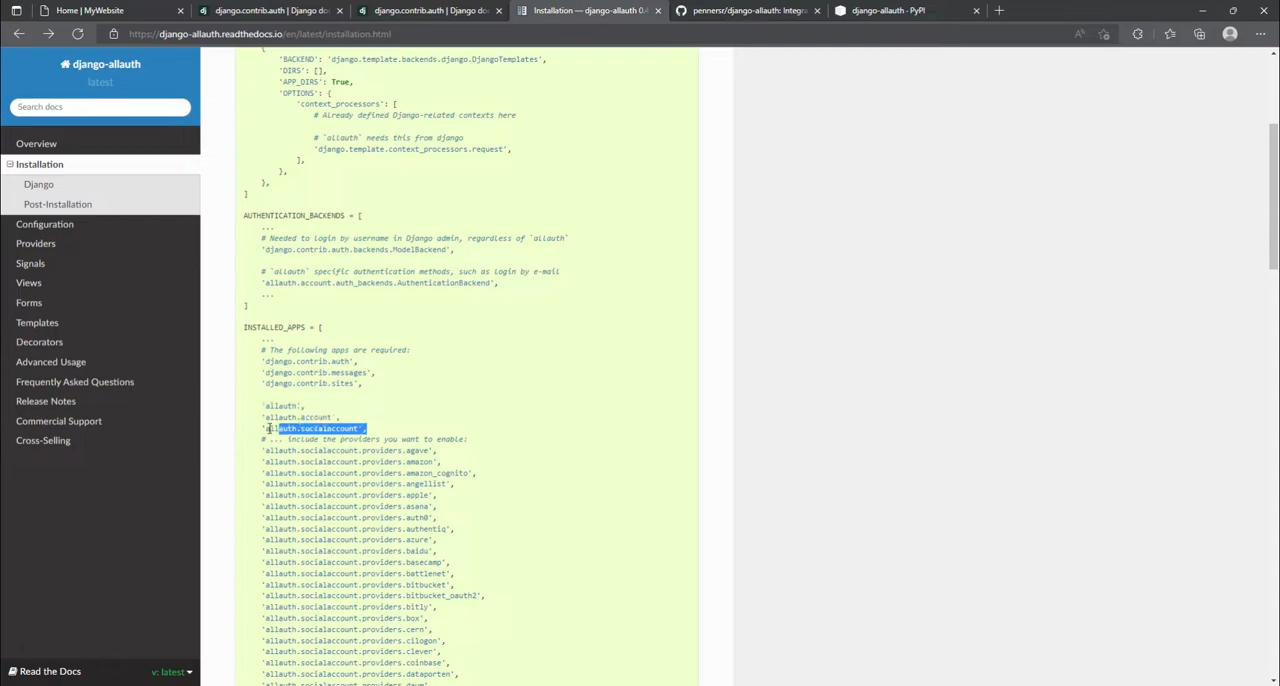 Home | MyWebsite
django.contrib.auth | Django do
django.contrib.auth | Django do
Installation — django-allauth 0.4
pennersr/django-allauth: Integra
django-allauth · PyPI
https://django-allauth.readthedocs.io/en/latest/installation.html
django-allauth
latest
Search docs
Overview
Installation
Django
Post-Installation
Configuration
Providers
Signals
Views
Forms
Templates
Decorators
Advanced Usage
Frequently Asked Questions
Release Notes
Commercial Support
Cross-Selling
Read the Docs
v: latest
{
'BACKEND': 'django.template.backends.django.DjangoTemplates',
'DIRS': [],
'APP_DIRS': True,
'OPTIONS': {
'context_processors': [
# Already defined Django-related contexts here
# `allauth` needs this from django
'django.template.context_processors.request',
],
},
},
]
AUTHENTICATION_BACKENDS = [
...
# Needed to login by username in Django admin, regardless of `allauth`
'django.contrib.auth.backends.ModelBackend',
# `allauth` specific authentication methods, such as login by e-mail
'allauth.account.auth_backends.AuthenticationBackend',
...
]
INSTALLED_APPS = [
...
# The following apps are required:
'django.contrib.auth',
'django.contrib.messages',
'django.contrib.sites',
'allauth',
'allauth.account',
'allauth.socialaccount',
# ... include the providers you want to enable:
'allauth.socialaccount.providers.agave',
'allauth.socialaccount.providers.amazon',
'allauth.socialaccount.providers.amazon_cognito',
'allauth.socialaccount.providers.angellist',
'allauth.socialaccount.providers.apple',
'allauth.socialaccount.providers.asana',
'allauth.socialaccount.providers.auth0',
'allauth.socialaccount.providers.authentiq',
'allauth.socialaccount.providers.azure',
'allauth.socialaccount.providers.baidu',
'allauth.socialaccount.providers.basecamp',
'allauth.socialaccount.providers.battlenet',
'allauth.socialaccount.providers.bitbucket',
'allauth.socialaccount.providers.bitbucket_oauth2',
'allauth.socialaccount.providers.bitly',
'allauth.socialaccount.providers.box',
'allauth.socialaccount.providers.cern',
'allauth.socialaccount.providers.cilogon',
'allauth.socialaccount.providers.clever',
'allauth.socialaccount.providers.coinbase',
'allauth.socialaccount.providers.dataporten',
'allauth.socialaccount.providers.daum',